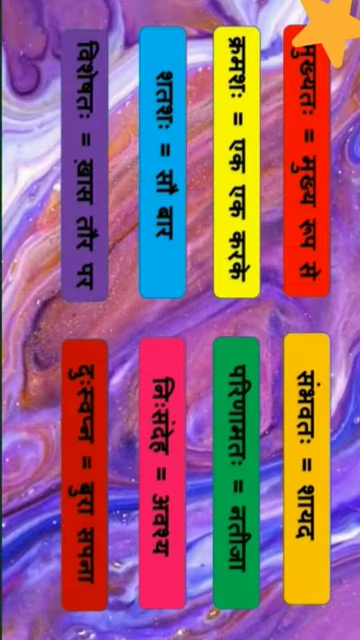 मुख्यतः = मुख्य रूप से
संभवतः = शायद
क्रमशः = एक एक करके
परिणामतः = नतीजा
शतशः = सौ बार
निःसंदेह = अवश्य
विशेषतः = ख़ास तौर पर
दुःस्वप्न = बुरा सपना